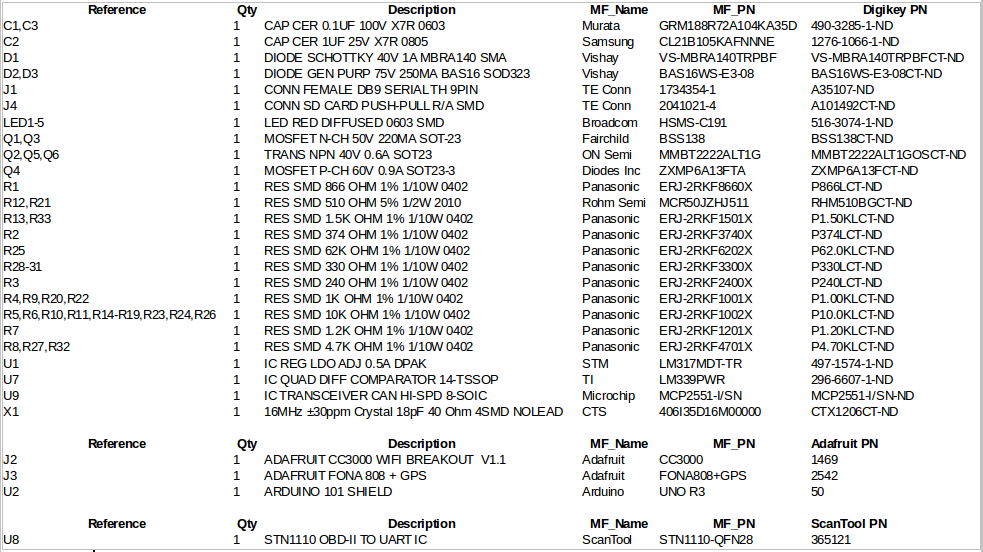 Reference Qty Description MF_Name MF_PN Digikey PN
C1,C3 1 CAP CER 0.1UF 100V X7R 0603 Murata GRM188R72A104KA35D 490-3285-1-ND
C2 1 CAP CER 1UF 25V X7R 0805 Samsung CL21B105KAFNNNE 1276-1066-1-ND
D1 1 DIODE SCHOTTKY 40V 1A MBRA140 SMA Vishay VS-MBRA140TRPBF VS-MBRA140TRPBFCT-ND
D2,D3 1 DIODE GEN PURP 75V 250MA BAS16 SOD323 Vishay BAS16WS-E3-08 BAS16WS-E3-08CT-ND
J1 1 CONN FEMALE DB9 SERIAL TH 9PIN TE Conn 1734354-1 A35107-ND
J4 1 CONN SD CARD PUSH-PULL R/A SMD TE Conn 2041021-4 A101492CT-ND
LED1-5 1 LED RED DIFFUSED 0603 SMD Broadcom HSMS-C191 516-3074-1-ND
Q1,Q3 1 MOSFET N-CH 50V 220MA SOT-23 Fairchild BSS138 BSS138CT-ND
Q2,Q5,Q6 1 TRANS NPN 40V 0.6A SOT23 ON Semi MMBT2222ALT1G MMBT2222ALT1GOSCT-ND
Q4 1 MOSFET P-CH 60V 0.9A SOT23-3 Diodes Inc ZXMP6A13FTA ZXMP6A13FCT-ND
R1 1 RES SMD 866 OHM 1% 1/10W 0402 Panasonic ERJ-2RKF8660X P866LCT-ND
R12,R21 1 RES SMD 510 OHM 5% 1/2W 2010 Rohm Semi MCR50JZHJ511 RHM510BGCT-ND
R13,R33 1 RES SMD 1.5K OHM 1% 1/10W 0402 Panasonic ERJ-2RKF1501X P1.50KLCT-ND
R2 1 RES SMD 374 OHM 1% 1/10W 0402 Panasonic ERJ-2RKF3740X P374LCT-ND
R25 1 RES SMD 62K OHM 1% 1/10W 0402 Panasonic ERJ-2RKF6202X P62.0KLCT-ND
R28-31 1 RES SMD 330 OHM 1% 1/10W 0402 Panasonic ERJ-2RKF3300X P330LCT-ND
R3 1 RES SMD 240 OHM 1% 1/10W 0402 Panasonic ERJ-2RKF2400X P240LCT-ND
R4,R9,R20,R22 1 RES SMD 1K OHM 1% 1/10W 0402 Panasonic ERJ-2RKF1001X P1.00KLCT-ND
R5,R6,R10,R11,R14-R19,R23,R24,R26 1 RES SMD 10K OHM 1% 1/10W 0402 Panasonic ERJ-2RKF1002X P10.0KLCT-ND
R7 1 RES SMD 1.2K OHM 1% 1/10W 0402 Panasonic ERJ-2RKF1201X P1.20KLCT-ND
R8,R27,R32 1 RES SMD 4.7K OHM 1% 1/10W 0402 Panasonic ERJ-2RKF4701X P4.70KLCT-ND
U1 1 IC REG LDO ADJ 0.5A DPAK STM LM317MDT-TR 497-1574-1-ND
U7 1 IC QUAD DIFF COMPARATOR 14-TSSOP TI LM339PWR 296-6607-1-ND
U9 1 IC TRANSCEIVER CAN HI-SPD 8-SOIC Microchip MCP2551-I/SN MCP2551-I/SN-ND
X1 1 16MHz ±30ppm Crystal 18pF 40 Ohm 4SMD NOLEAD CTS 406I35D16M00000 CTX1206CT-ND
Reference Qty Description MF_Name MF_PN Adafruit PN
J2 1 ADAFRUIT CC3000 WIFI BREAKOUT V1.1 Adafruit CC3000 1469
J3 1 ADAFRUIT FONA 808 + GPS Adafruit FONA808+GPS 2542
U2 1 ARDUINO 101 SHIELD Arduino UNO R3 50
Reference Qty Description MF_Name MF_PN ScanTool PN
U8 1 STN1110 OBD-II TO UART IC ScanTool STN1110-QFN28 365121